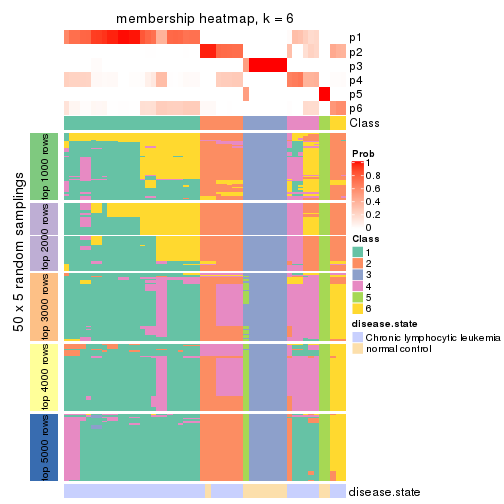 membership heatmap, k = 6
p1
p2
p3
p4
p5
p6
Class
50 x 5 random samplings
top 1000 rows
top 2000 rows
top 3000 rows
top 4000 rows
top 5000 rows
Prob
1
0.8
0.6
0.4
0.2
0
Class
1
2
3
4
5
6
disease.state
Chronic lymphocytic leukemia
normal control
disease.state